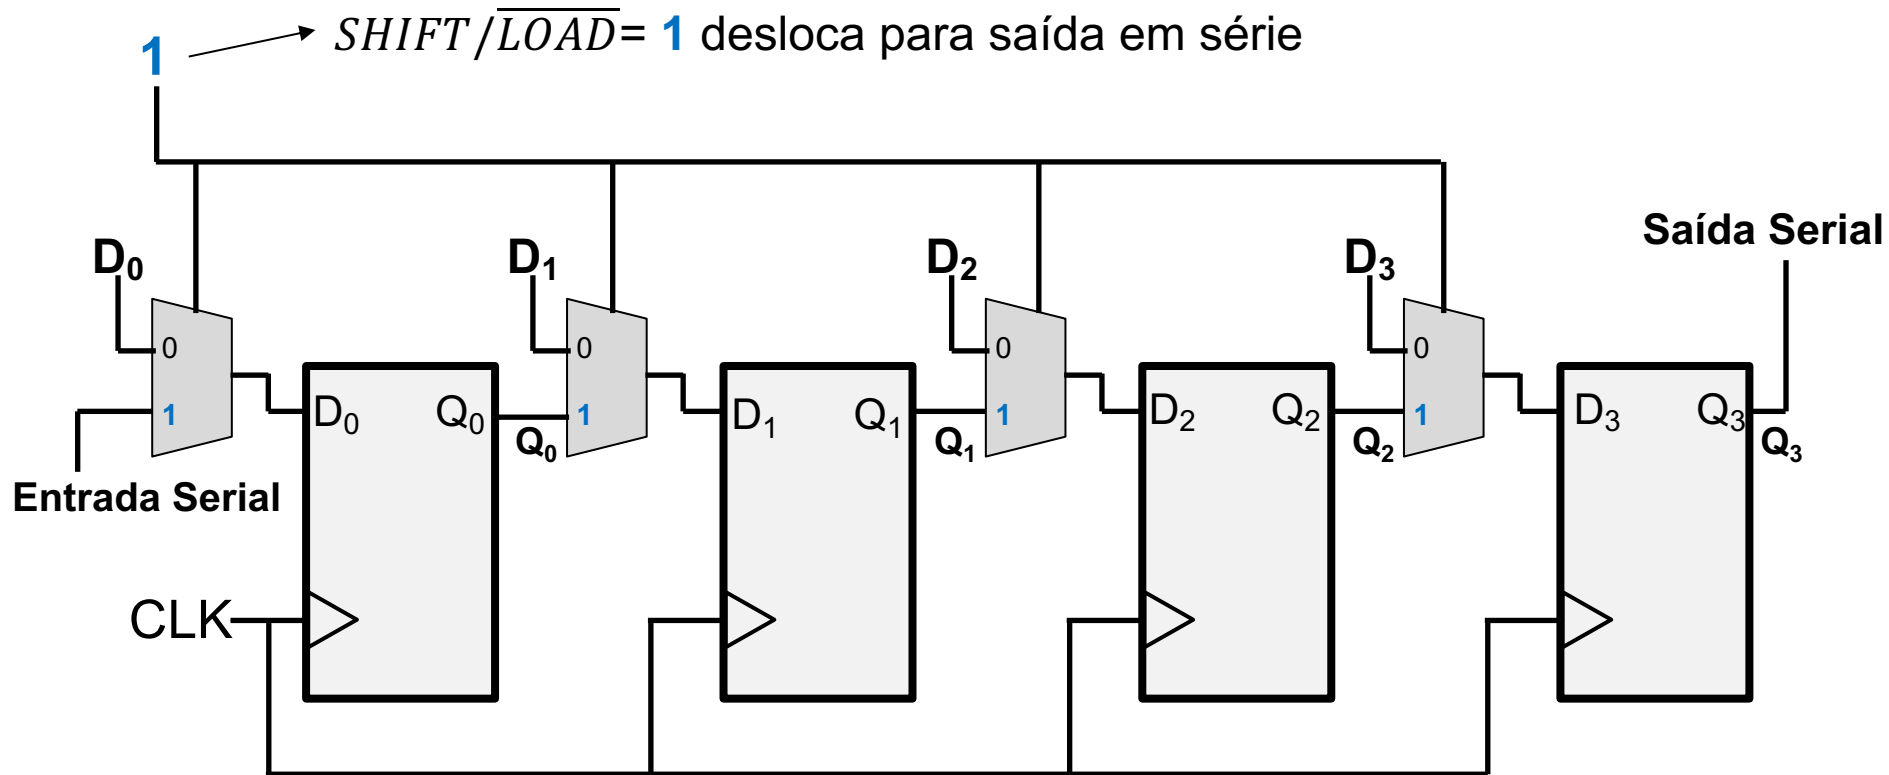 1 SHIFT/L̅O̅A̅D̅= 1 desloca para saída em série
Saída Serial
D₀ D₁ D₂ D₃
0 0 0 0
1 1 1 1
D₀ Q₀ D₁ Q₁ D₂ Q₂ D₃ Q₃
Q₀ Q₁ Q₂ Q₃
Entrada Serial
CLK